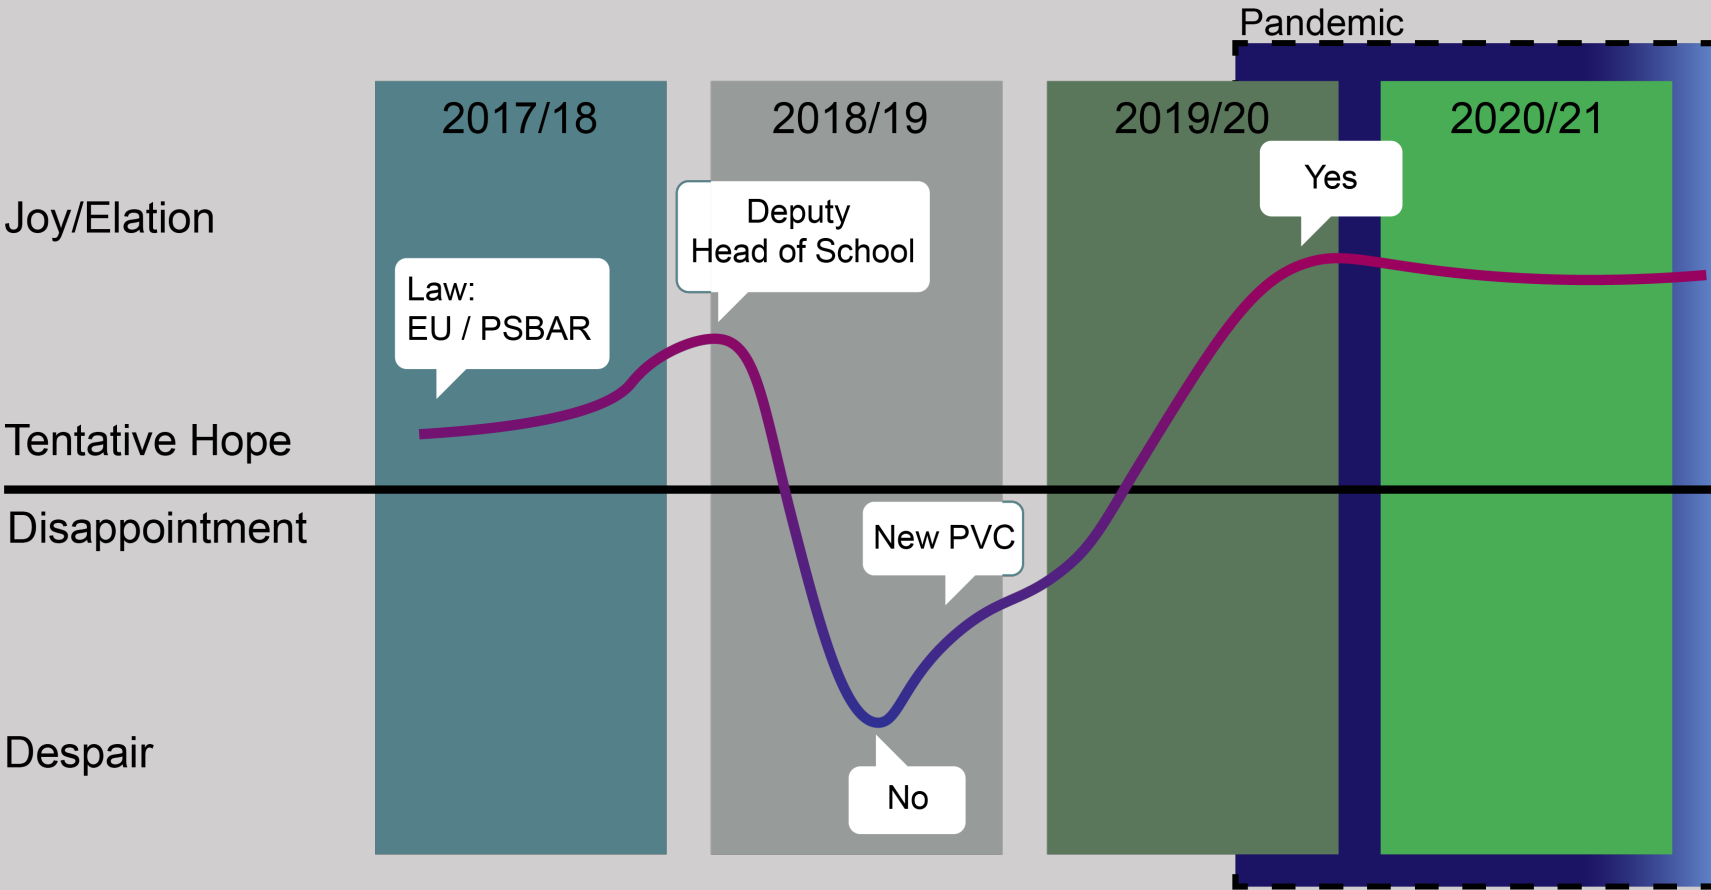 Pandemic
2017/18
2018/19
2019/20
2020/21
Yes
Joy/Elation
Deputy
Head of School
Law:
EU / PSBAR
Tentative Hope
Disappointment
New PVC
Despair
No